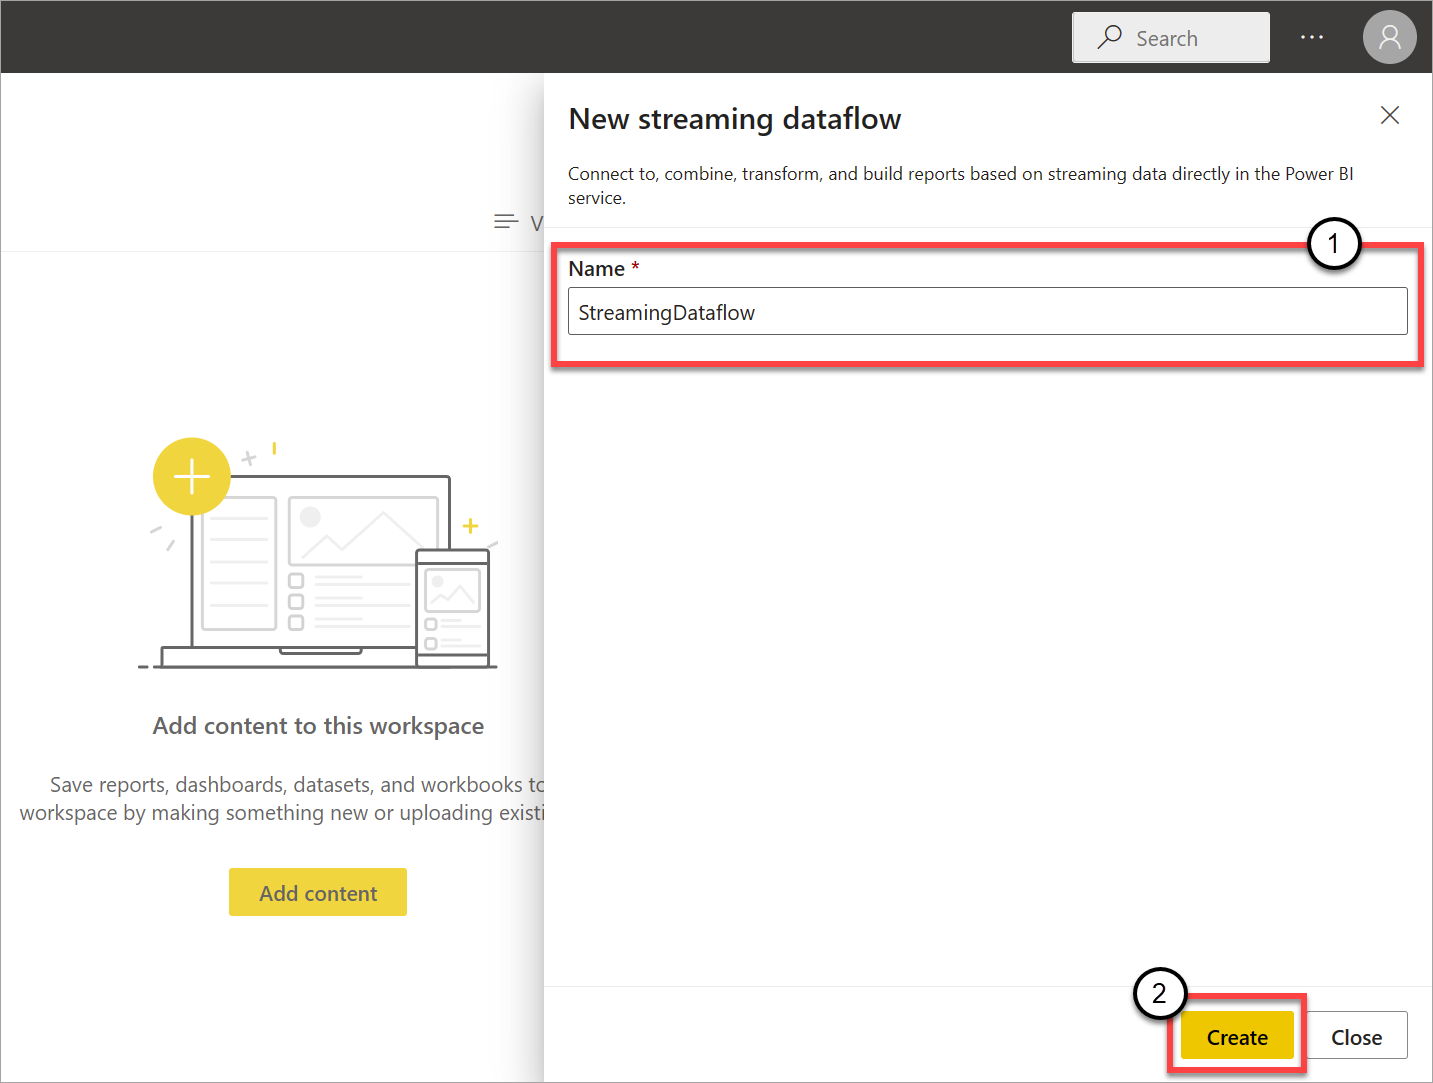 Search
...
New streaming dataflow
Connect to, combine, transform, and build reports based on streaming data directly in the Power BI
service.
V
1
Name *
StreamingDataflow
Add content to this workspace
Save reports, dashboards, datasets, and workbooks to
workspace by making something new or uploading existi
Add content
2
Create
Close